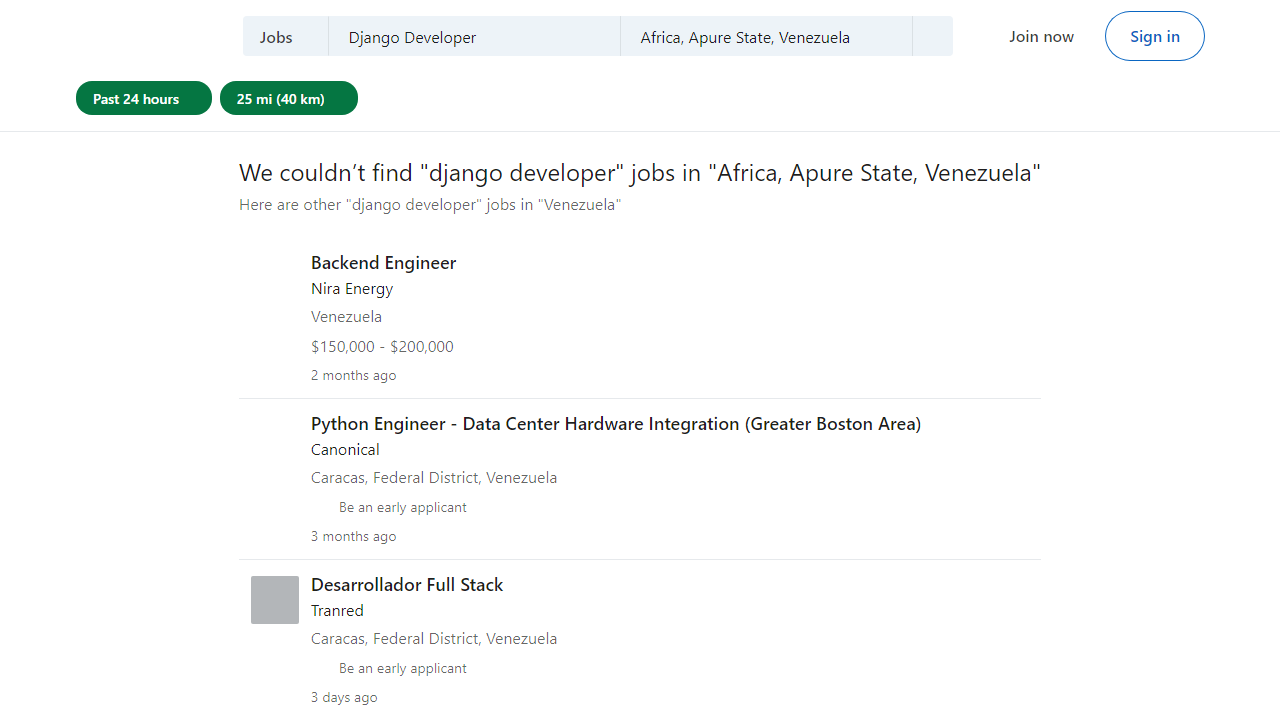 Jobs
Django Developer
Africa, Apure State, Venezuela
Join now
Sign in
Past 24 hours
25 mi (40 km)
We couldn’t find "django developer" jobs in "Africa, Apure State, Venezuela"
Here are other "django developer" jobs in "Venezuela"
Backend Engineer
Nira Energy
Venezuela
$150,000 - $200,000
2 months ago
Python Engineer - Data Center Hardware Integration (Greater Boston Area)
Canonical
Caracas, Federal District, Venezuela
Be an early applicant
3 months ago
Desarrollador Full Stack
Tranred
Caracas, Federal District, Venezuela
Be an early applicant
3 days ago